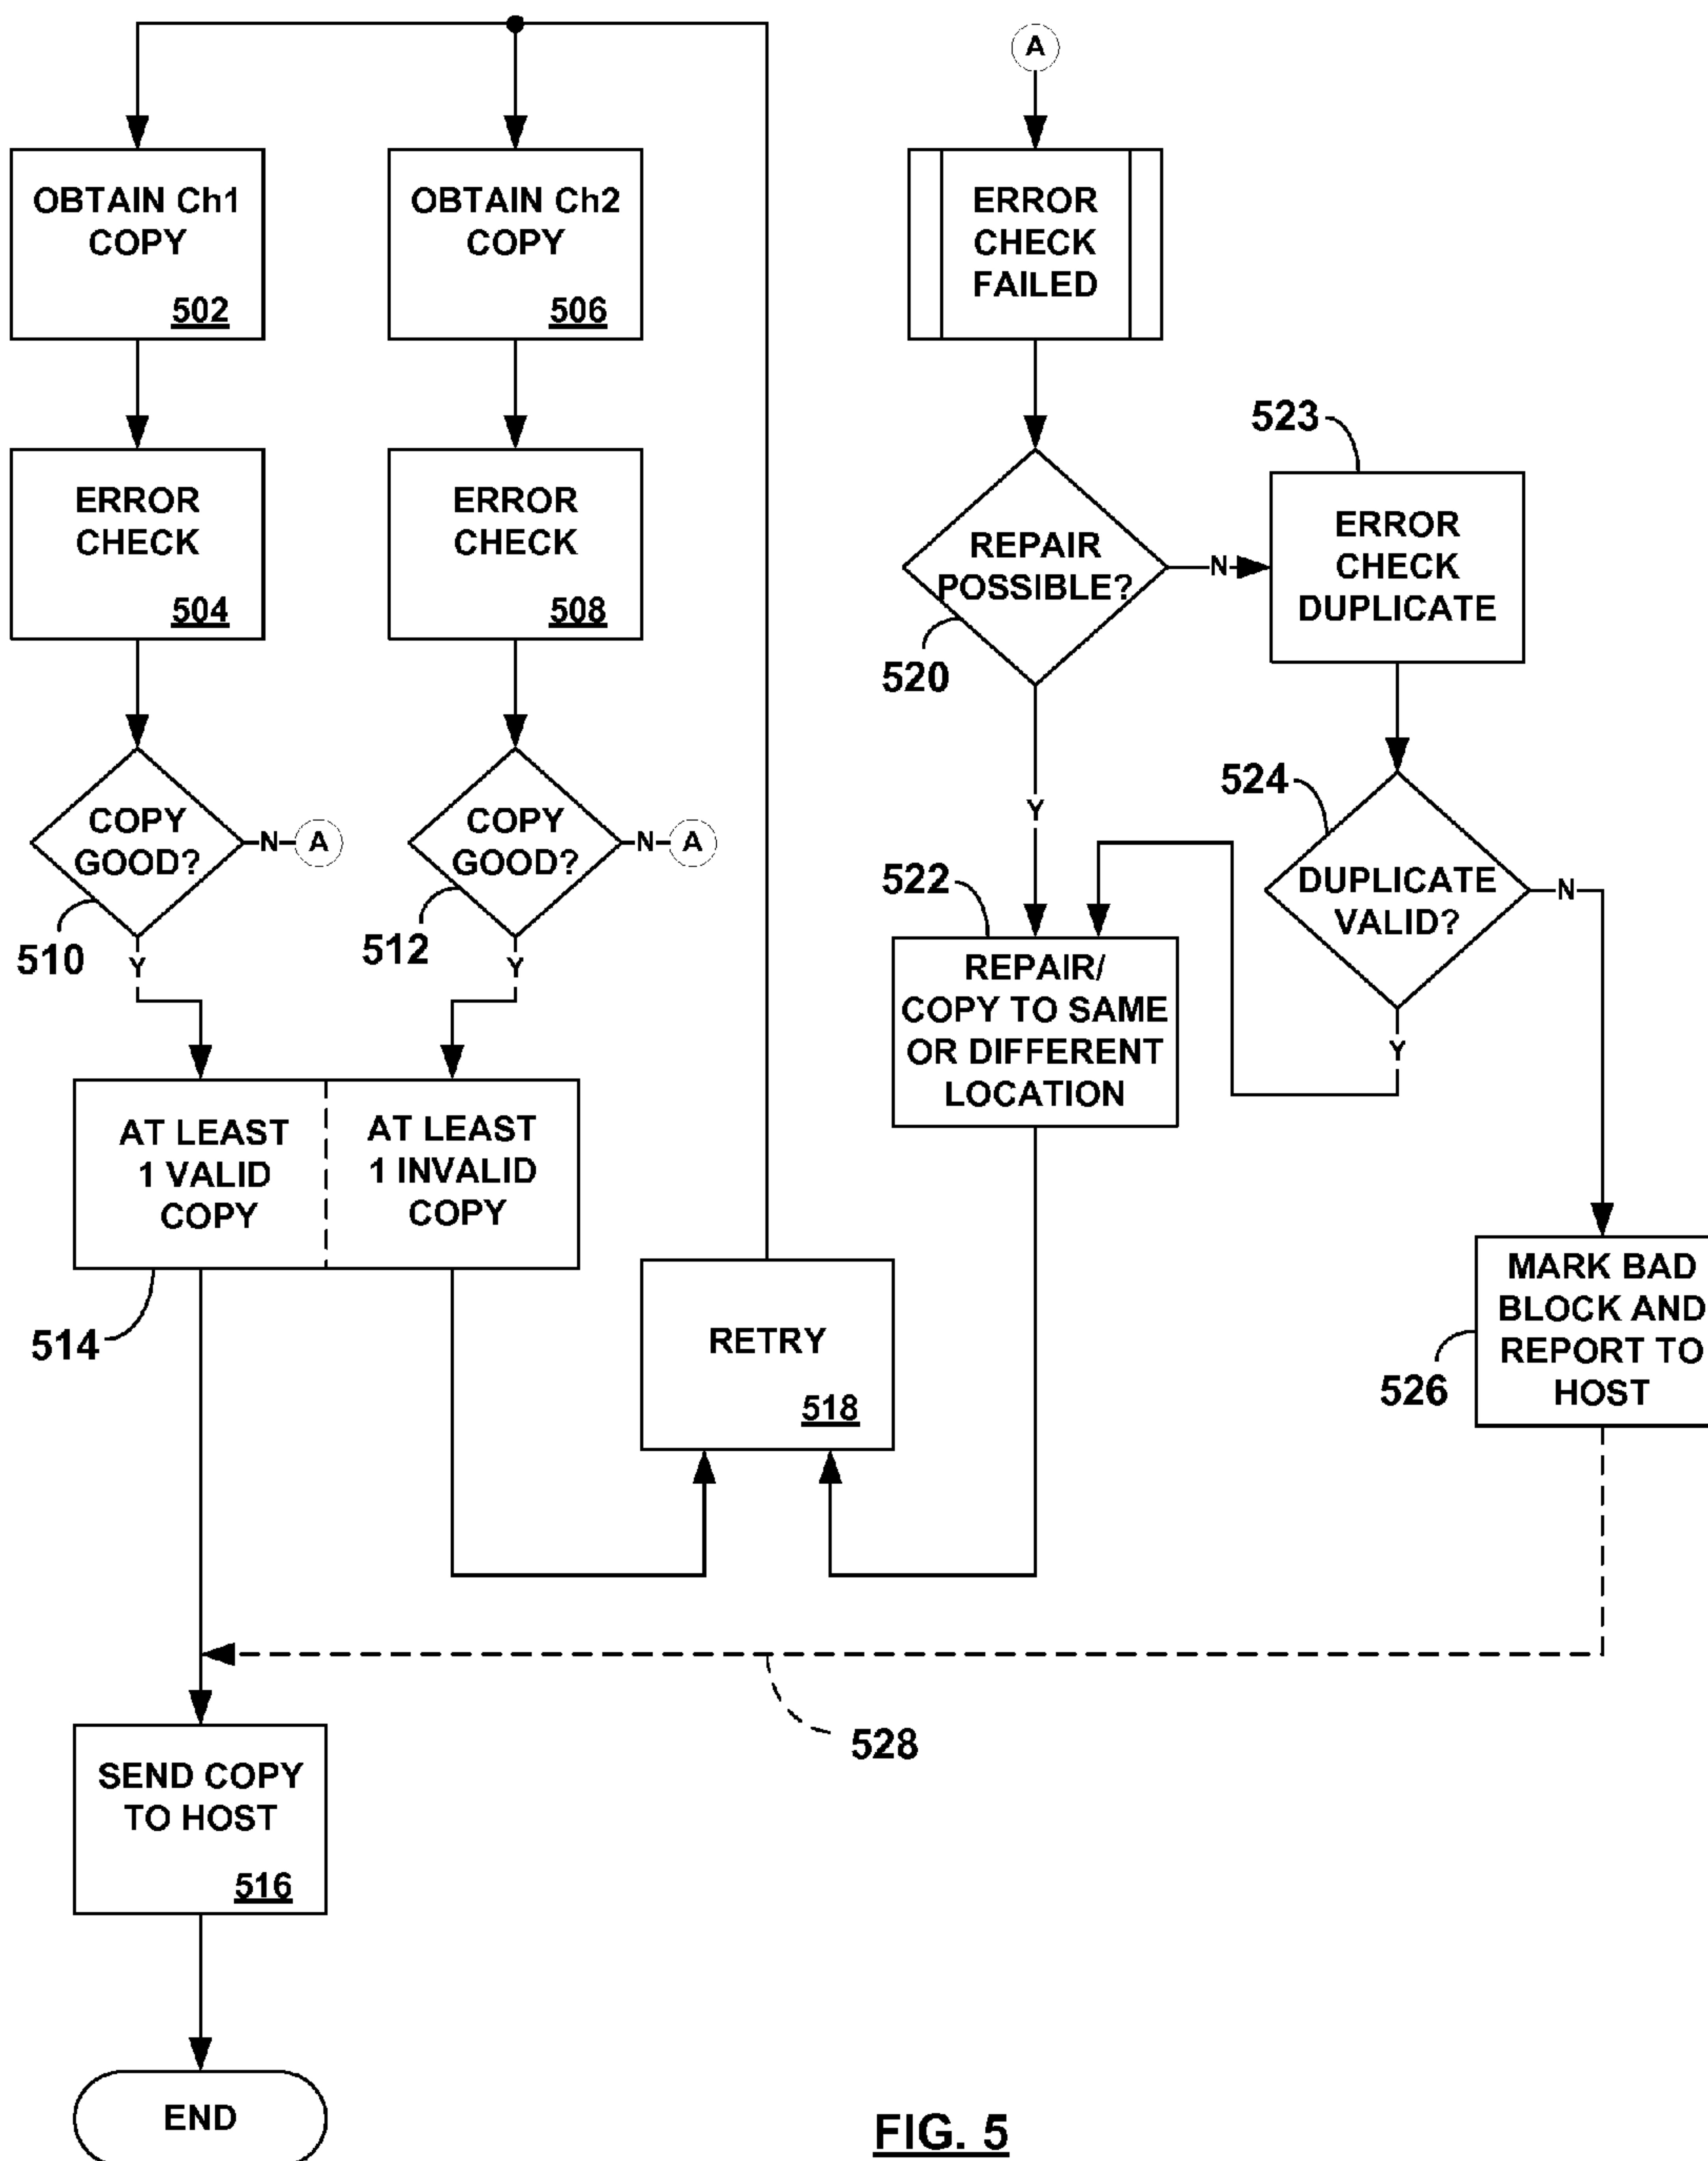 A
OBTAIN Ch1
COPY
502
OBTAIN Ch2
COPY
506
ERROR
CHECK
FAILED
ERROR
CHECK
504
ERROR
CHECK
508
REPAIR
POSSIBLE?
520
N
523
ERROR
CHECK
DUPLICATE
COPY
GOOD?
N
A
510
Y
COPY
GOOD?
N
A
512
Y
Y
524
DUPLICATE
VALID?
N
Y
522
REPAIR/
COPY TO SAME
OR DIFFERENT
LOCATION
AT LEAST
1 VALID
COPY
AT LEAST
1 INVALID
COPY
514
RETRY
518
MARK BAD
BLOCK AND
REPORT TO
HOST
526
528
SEND COPY
TO HOST
516
END
FIG. 5